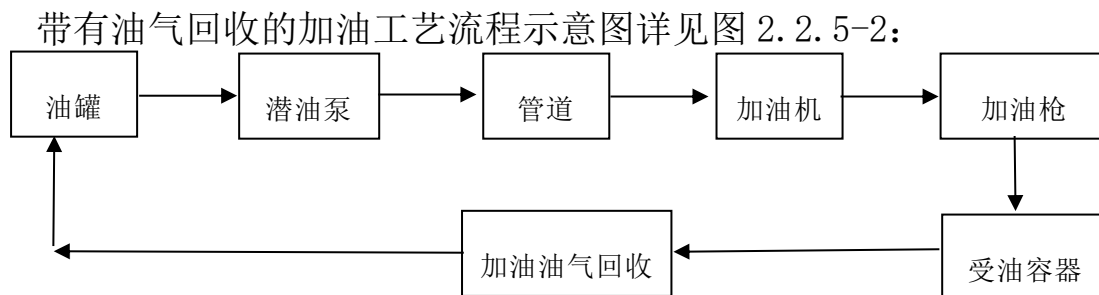 带有油气回收的加油工艺流程示意图详见图 2.2.5-2：
油罐
潜油泵
管道
加油机
加油枪
加油油气回收
受油容器